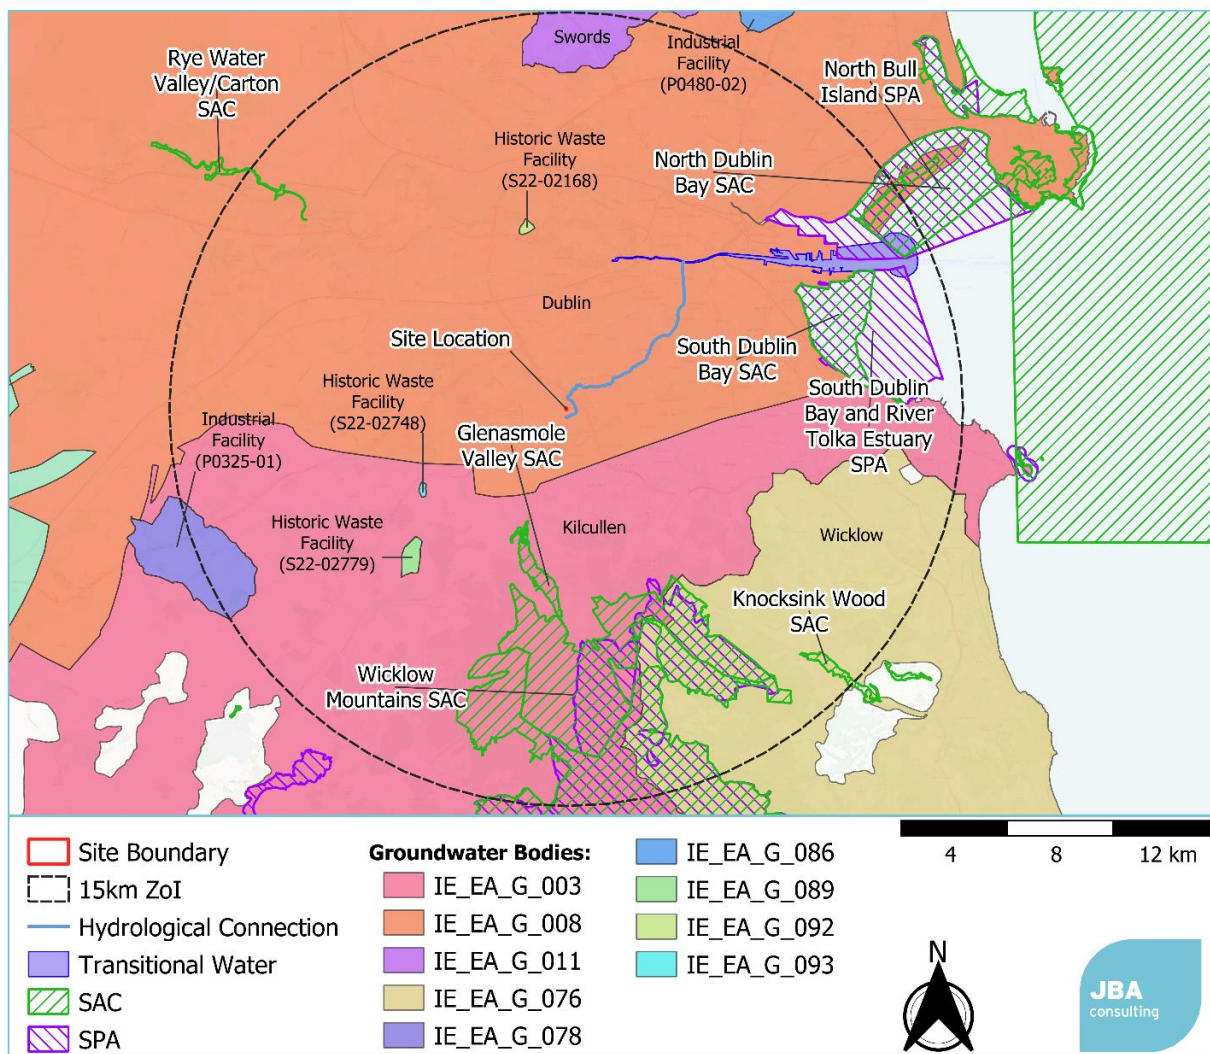 Swords
Industrial
Facility
(P0480-02)
Rye Water
Valley/Carton
SAC
North Bull
Island SPA
Historic Waste
Facility
(S22-02168)
North Dublin
Bay SAC
Dublin
Site Location
South Dublin
Bay SAC
Historic Waste
Facility
(S22-02748)
South Dublin
Bay and River
Tolka Estuary
SPA
Industrial
Facility
(P0325-01)
Glenasmole
Valley SAC
Historic Waste
Facility
(S22-02779)
Kilcullen
Wicklow
Knocksink Wood
SAC
Wicklow
Mountains SAC
Site Boundary
15km ZoI
Hydrological Connection
Transitional Water
SAC
SPA
Groundwater Bodies:
IE_EA_G_003
IE_EA_G_008
IE_EA_G_011
IE_EA_G_076
IE_EA_G_078
IE_EA_G_086
IE_EA_G_089
IE_EA_G_092
IE_EA_G_093
4 8 12 km
N
JBA
consulting